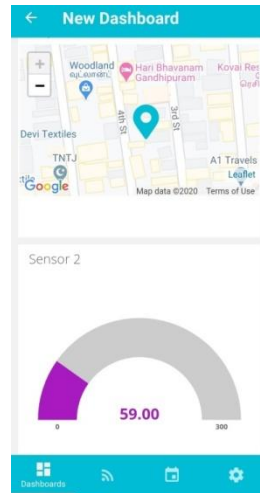 New Dashboard
+
Woodland
Hari Bhavanam
Gandhipuram
Kovai Res
−
4th St
3rd St
Devi Textiles
TNTJ
A1 Travels
Leaflet
Google
Map data ©2020
Terms of Use
Sensor 2
59.00
0
300
Dashboards